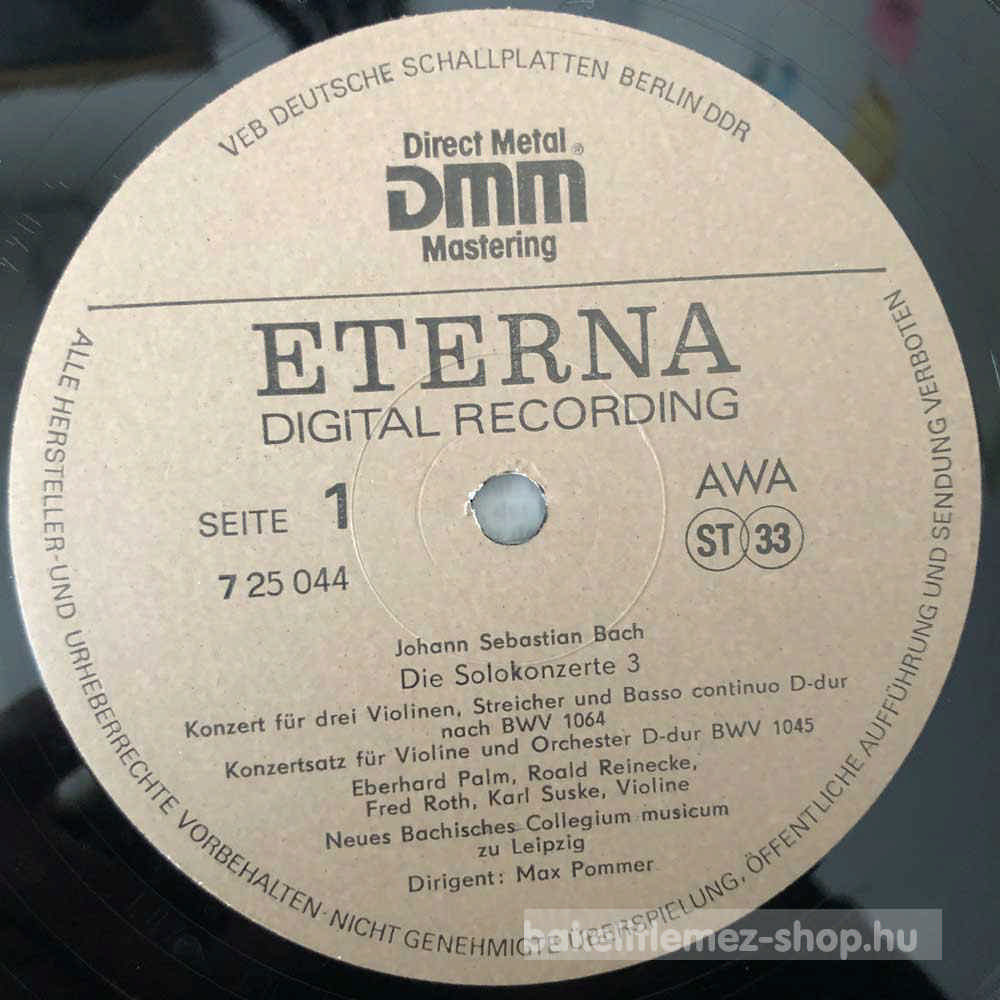 VEB DEUTSCHE SCHALLPLATTEN BERLIN DDR
Direct Metal
DMM ®
Mastering
ETERNA
DIGITAL RECORDING
SEITE 1
AWA
7 25 044
ST 33
Johann Sebastian Bach
Die Solokonzerte 3
Konzert für drei Violinen, Streicher und Basso continuo D-dur
nach BWV 1064
Konzertsatz für Violine und Orchester D-dur BWV 1045
Eberhard Palm, Roald Reinecke,
Fred Roth, Karl Suske, Violine
Neues Bachisches Collegium musicum
zu Leipzig
Dirigent: Max Pommer
ALLE HERSTELLER- UND URHEBERRECHTE VORBEHALTEN · NICHT GENEHMIGTE ÜBERSPIELUNG, ÖFFENTLICHE AUFFÜHRUNG UND SENDUNG VERBOTEN
bakelitlemez-shop.hu